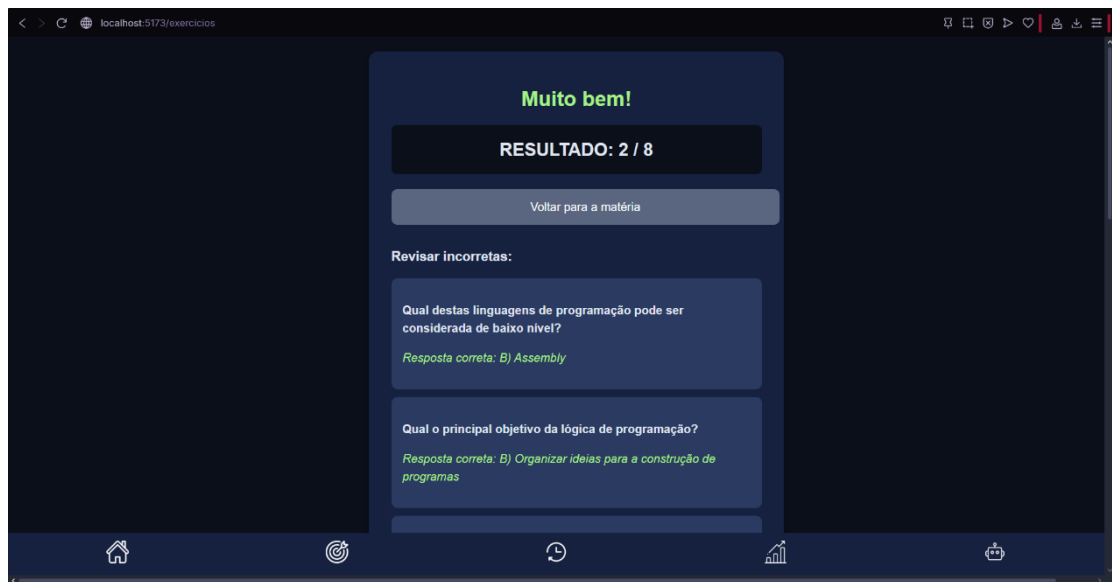 localhost:5173/exercicios
Muito bem!
RESULTADO: 2 / 8
Voltar para a matéria
Revisar incorretas:
Qual destas linguagens de programação pode ser
considerada de baixo nível?
Resposta correta: B) Assembly
Qual o principal objetivo da lógica de programação?
Resposta correta: B) Organizar ideias para a construção de
programas